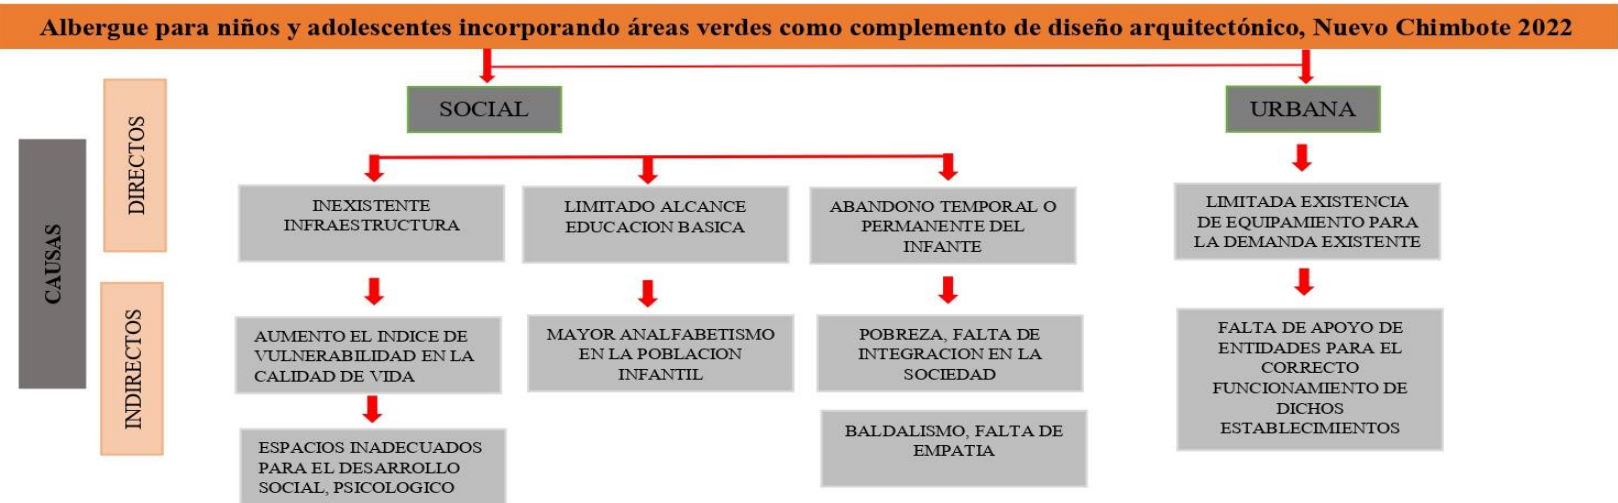 Albergue para niños y adolescentes incorporando áreas verdes como complemento de diseño arquitectónico, Nuevo Chimbote 2022
SOCIAL
URBANA
CAUSAS
DIRECTOS
INEXISTENTE
INFRAESTRUCTURA
LIMITADO ALCANCE
EDUCACION BASICA
ABANDONO TEMPORAL O
PERMANENTE DEL
INFANTE
LIMITADA EXISTENCIA
DE EQUIPAMIENTO PARA
LA DEMANDA EXISTENTE
INDIRECTOS
AUMENTO EL INDICE DE
VULNERABILIDAD EN LA
CALIDAD DE VIDA
MAYOR ANALFABETISMO
EN LA POBLACION
INFANTIL
POBREZA, FALTA DE
INTEGRACION EN LA
SOCIEDAD
FALTA DE APOYO DE
ENTIDADES PARA EL
CORRECTO
FUNCIONAMIENTO DE
DICHOS
ESTABLECIMIENTOS
ESPACIOS INADECUADOS
PARA EL DESARROLLO
SOCIAL, PSICOLOGICO
BALDALISMO, FALTA DE
EMPATIA